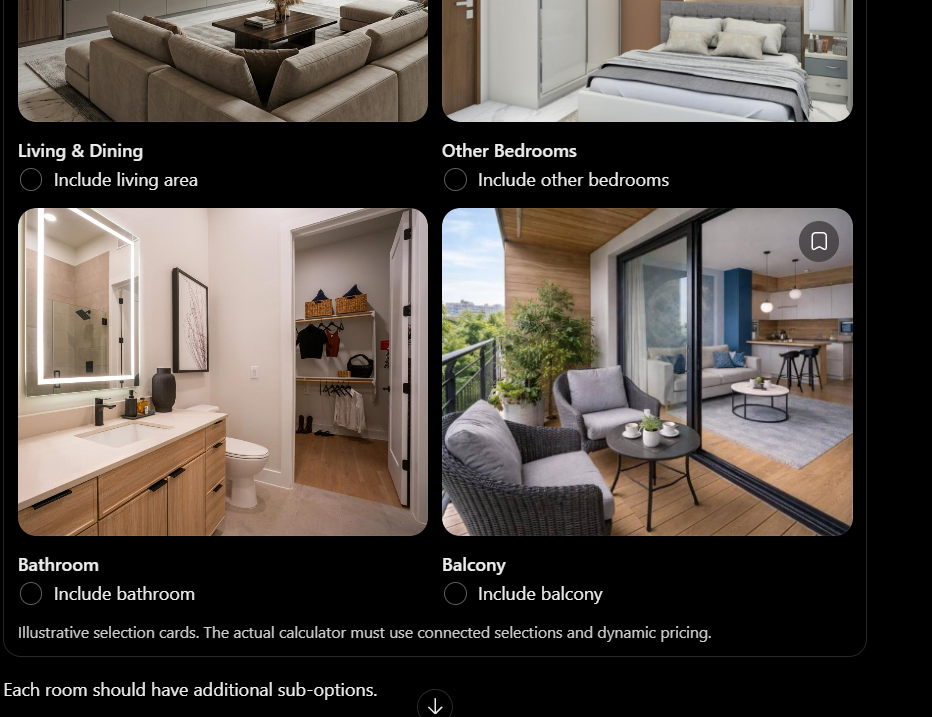 Living & Dining
Include living area
Other Bedrooms
Include other bedrooms
Bathroom
Include bathroom
Balcony
Include balcony
Illustrative selection cards. The actual calculator must use connected selections and dynamic pricing.
Each room should have additional sub-options.